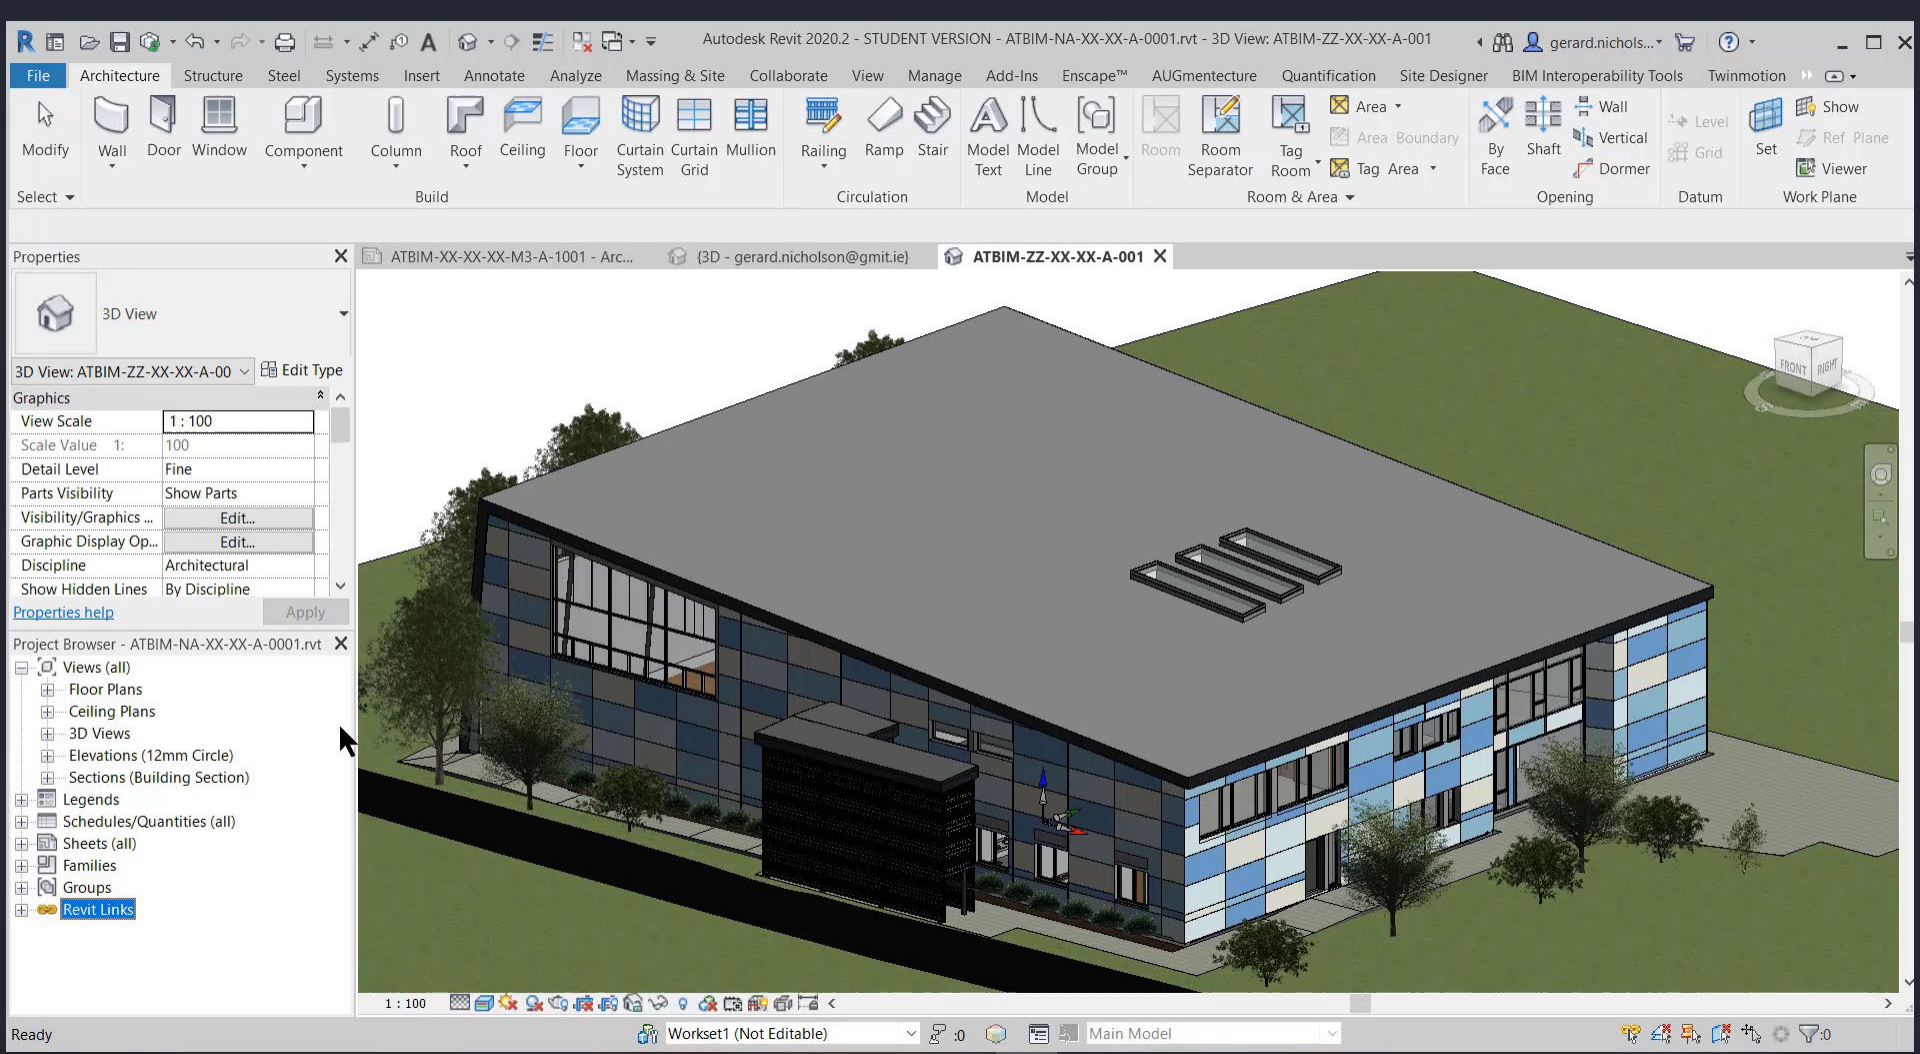 Autodesk Revit 2020.2 - STUDENT VERSION - ATBIM-NA-XX-XX-A-0001.rvt - 3D View: ATBIM-ZZ-XX-XX-A-001
gerard.nichols...
File Architecture Structure Steel Systems Insert Annotate Analyze Massing & Site Collaborate View Manage Add-Ins Enscape™ AUGmentecture Quantification Site Designer BIM Interoperability Tools Twinmotion
Modify
Wall
Door
Window
Component
Column
Roof
Ceiling
Floor
Curtain
System
Curtain
Grid
Mullion
Railing
Ramp
Stair
Model
Text
Model
Line
Model
Group
Room
Room
Separator
Tag
Room
Area
Area Boundary
Tag Area
By
Face
Shaft
Wall
Vertical
Dormer
Level
Grid
Set
Show
Ref Plane
Viewer
Select
Build
Circulation
Model
Room & Area
Opening
Datum
Work Plane
Properties
ATBIM-XX-XX-XX-M3-A-1001 - Arc...
{3D - gerard.nicholson@gmit.ie}
ATBIM-ZZ-XX-XX-A-001
3D View
3D View: ATBIM-ZZ-XX-XX-A-00
Edit Type
Graphics
View Scale 1 : 100
Scale Value 1: 100
Detail Level Fine
Parts Visibility Show Parts
Visibility/Graphics ... Edit...
Graphic Display Op... Edit...
Discipline Architectural
Show Hidden Lines By Discipline
Properties help
Apply
Project Browser - ATBIM-NA-XX-XX-A-0001.rvt
Views (all)
Floor Plans
Ceiling Plans
3D Views
Elevations (12mm Circle)
Sections (Building Section)
Legends
Schedules/Quantities (all)
Sheets (all)
Families
Groups
Revit Links
FRONT
RIGHT
1 : 100
Ready
Workset1 (Not Editable)
:0
Main Model
:0